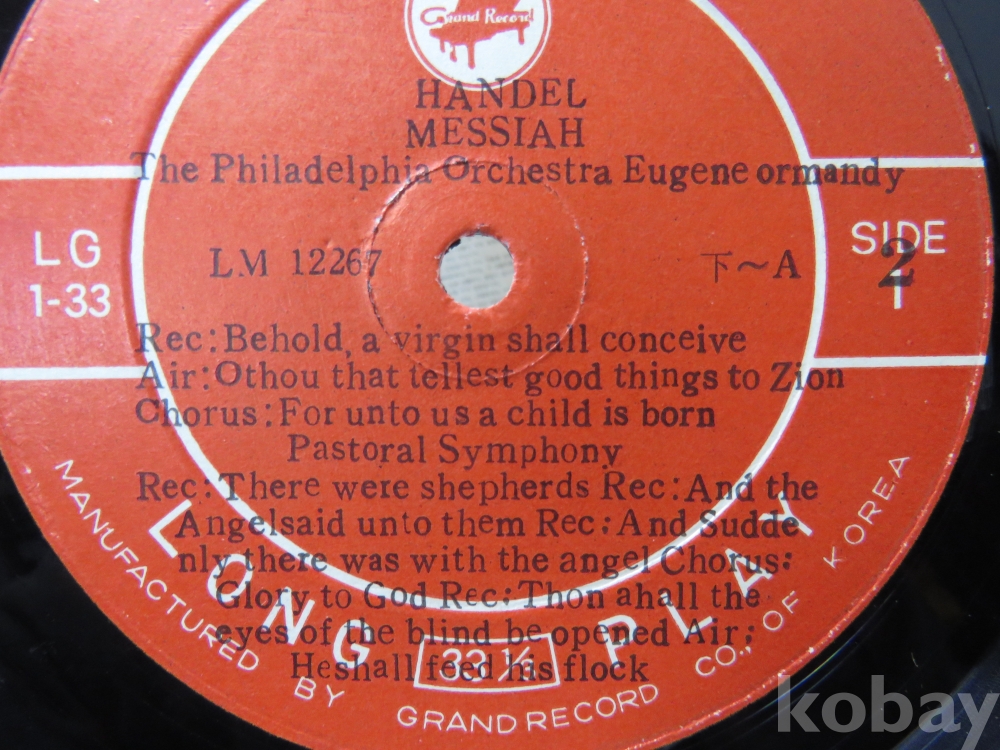 Grand Record
HANDEL
MESSIAH
The Philadelphia Orchestra Eugene ormandy
LG
1-33
LM 12267
下~A
SIDE
1
2
Rec:Behold, a virgin shall conceive
Air:Othou that tellest good things to Zion
Chorus:For unto us a child is born
Pastoral Symphony
Rec:There were shepherds Rec:And the
Angelsaid unto them Rec:And Sudde
nly there was with the angel Chorus:
Glory to God Rec:Thon ahall the
eyes of the blind be opened Air;
Heshall feed his flock
LONG PLAY
33 ⅓
MANUFACTURED BY GRAND RECORD CO., OF KOREA
kobay